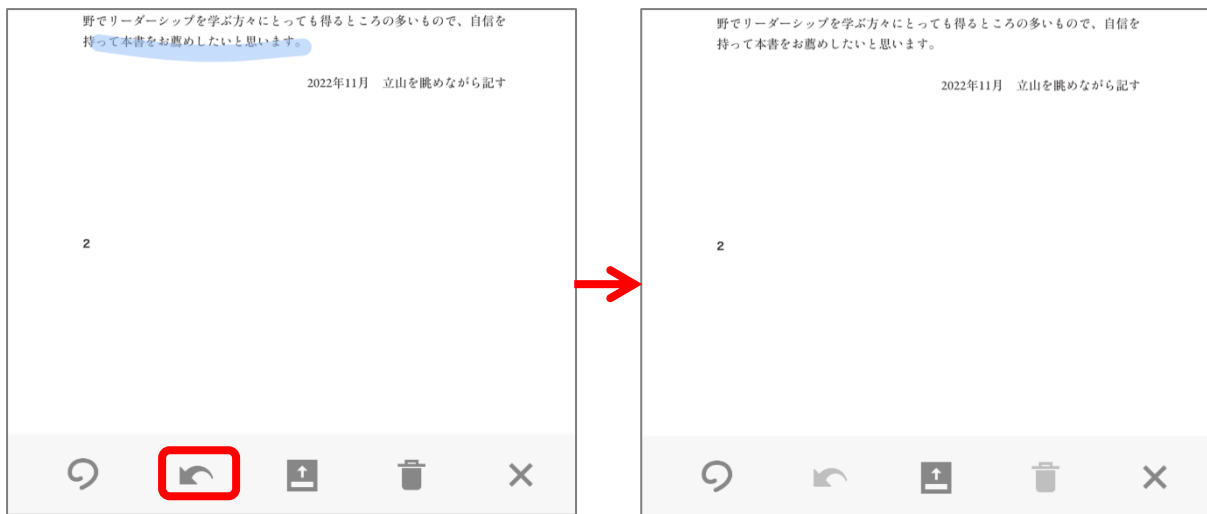 野でリーダーシップを学ぶ方々にとっても得るところの多いもので、自信を
持って本書をお薦めしたいと思います。
2022年11月　立山を眺めながら記す
2
野でリーダーシップを学ぶ方々にとっても得るところの多いもので、自信を
持って本書をお薦めしたいと思います。
2022年11月　立山を眺めながら記す
2